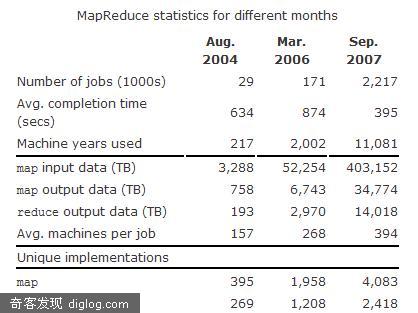 MapReduce statistics for different months
Aug. 2004 Mar. 2006 Sep. 2007
Number of jobs (1000s) 29 171 2,217
Avg. completion time (secs) 634 874 395
Machine years used 217 2,002 11,081
map input data (TB) 3,288 52,254 403,152
map output data (TB) 758 6,743 34,774
reduce output data (TB) 193 2,970 14,018
Avg. machines per job 157 268 394
Unique implementations
map 395 1,958 4,083
269 1,208 2,418
奇客发现 diglog.com